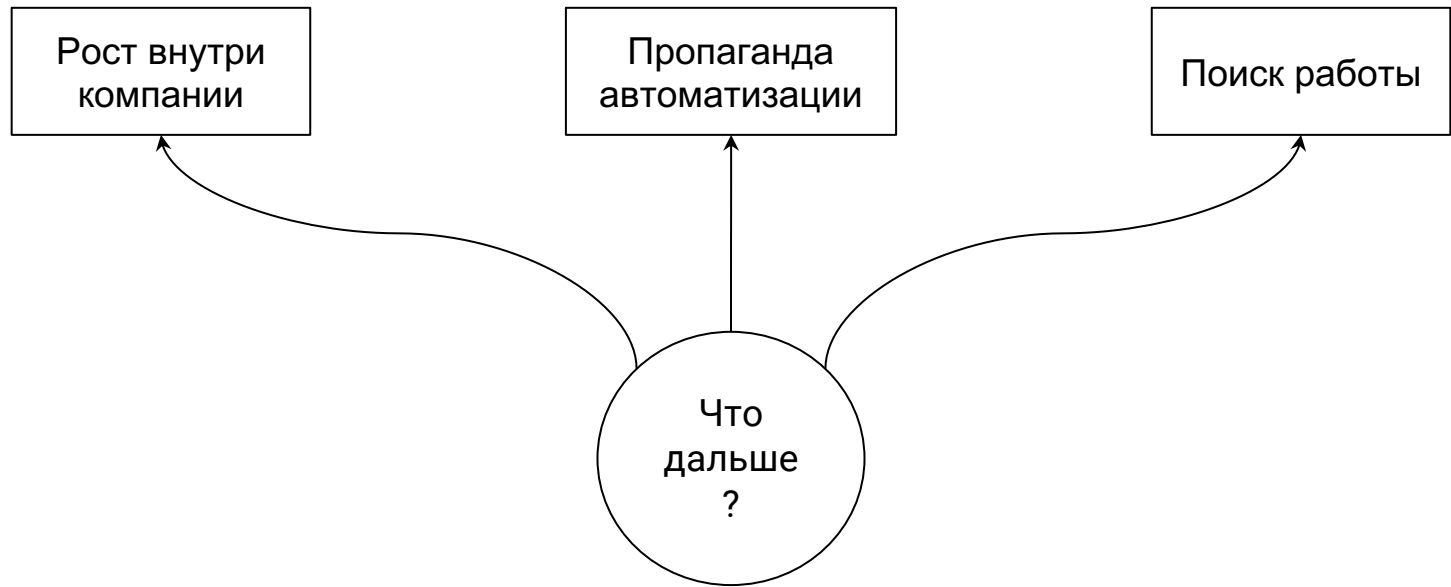 Рост внутри
компании
Пропаганда
автоматизации
Поиск работы
Что
дальше
?